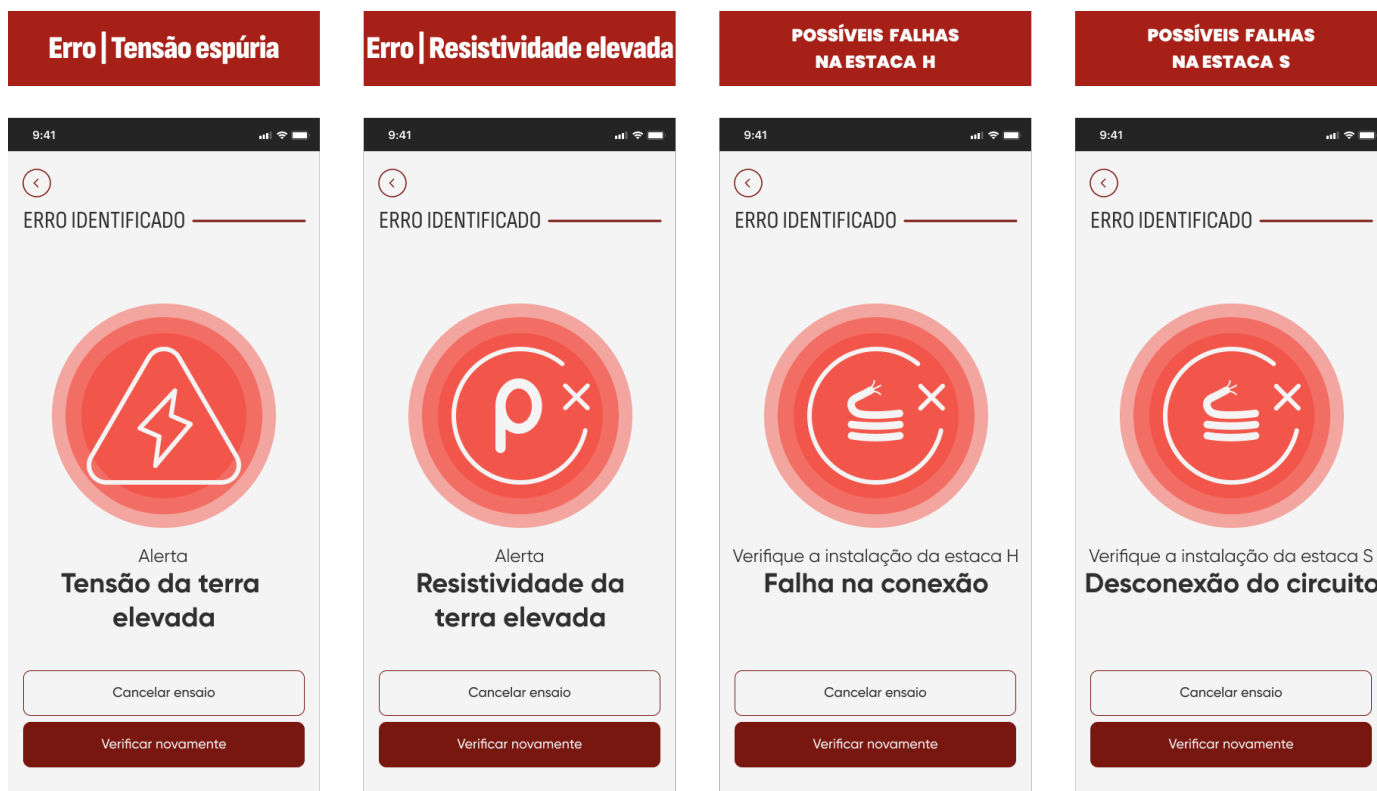 Erro | Tensão espúria
9:41
ERRO IDENTIFICADO
Alerta
Tensão da terra
elevada
Cancelar ensaio
Verificar novamente
Erro | Resistividade elevada
9:41
ERRO IDENTIFICADO
ρ
Alerta
Resistividade da
terra elevada
Cancelar ensaio
Verificar novamente
POSSÍVEIS FALHAS
NA ESTACA H
9:41
ERRO IDENTIFICADO
Verifique a instalação da estaca H
Falha na conexão
Cancelar ensaio
Verificar novamente
POSSÍVEIS FALHAS
NA ESTACA S
9:41
ERRO IDENTIFICADO
Verifique a instalação da estaca S
Desconexão do circuito
Cancelar ensaio
Verificar novamente